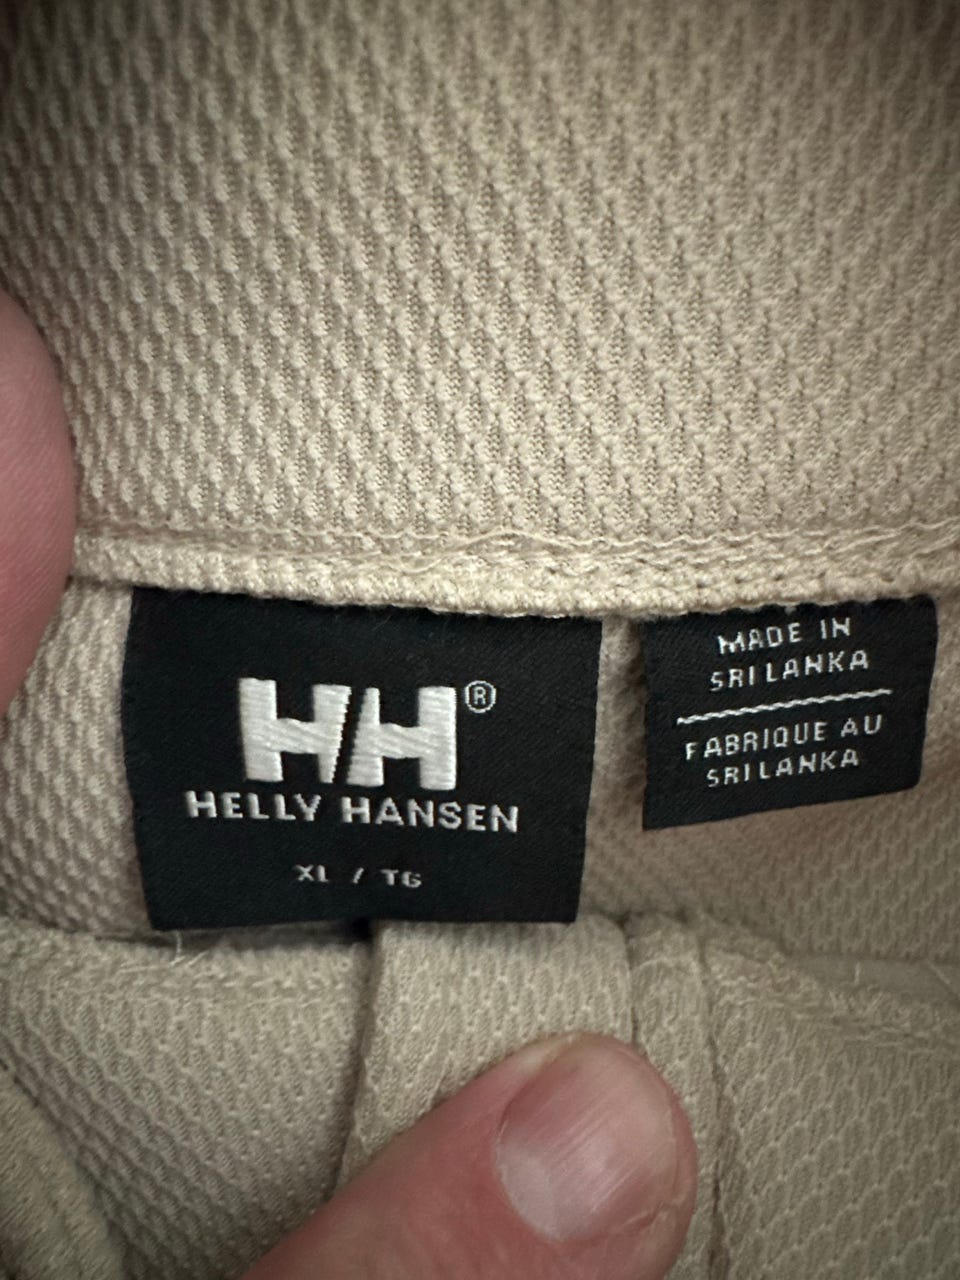 HH®
HELLY HANSEN
XL / TG
MADE IN
SRI LANKA
FABRIQUE AU
SRI LANKA